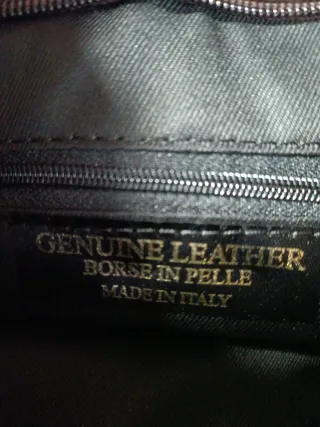 GENUINE LEATHER
BORSE IN PELLE
MADE IN ITALY